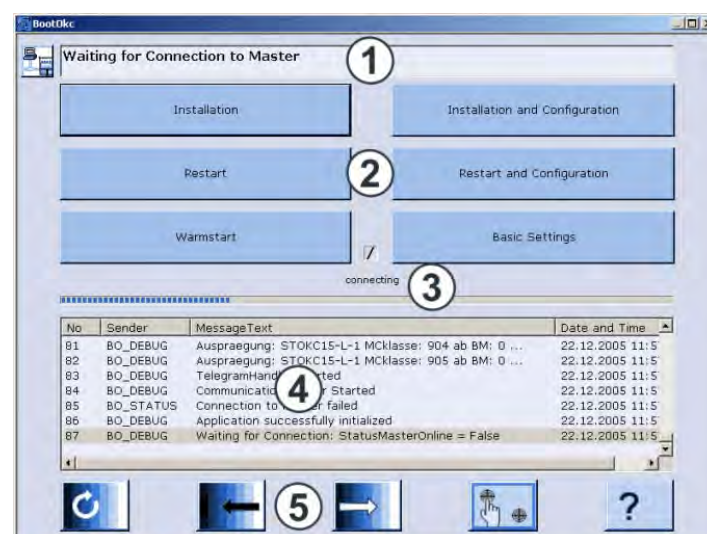 BootOkc
Waiting for Connection to Master
1
Installation
Installation and Configuration
Restart
2
Restart and Configuration
Warmstart
Basic Settings
connecting
3
No Sender MessageText Date and Time
81 BO_DEBUG Auspraegung: STOKC15-L-1 MCklasse: 904 ab BM: 0 ... 22.12.2005 11:5
82 BO_DEBUG Auspraegung: STOKC15-L-1 MCklasse: 905 ab BM: 0 ... 22.12.2005 11:5
83 BO_DEBUG 22.12.2005 11:5
84 BO_DEBUG Started 22.12.2005 11:5
4
85 BO_STATUS Connection to failed 22.12.2005 11:5
86 BO_DEBUG Application successfully initialized 22.12.2005 11:5
87 BO_DEBUG Waiting for Connection: StatusMasterOnline = False 22.12.2005 11:5
5
?